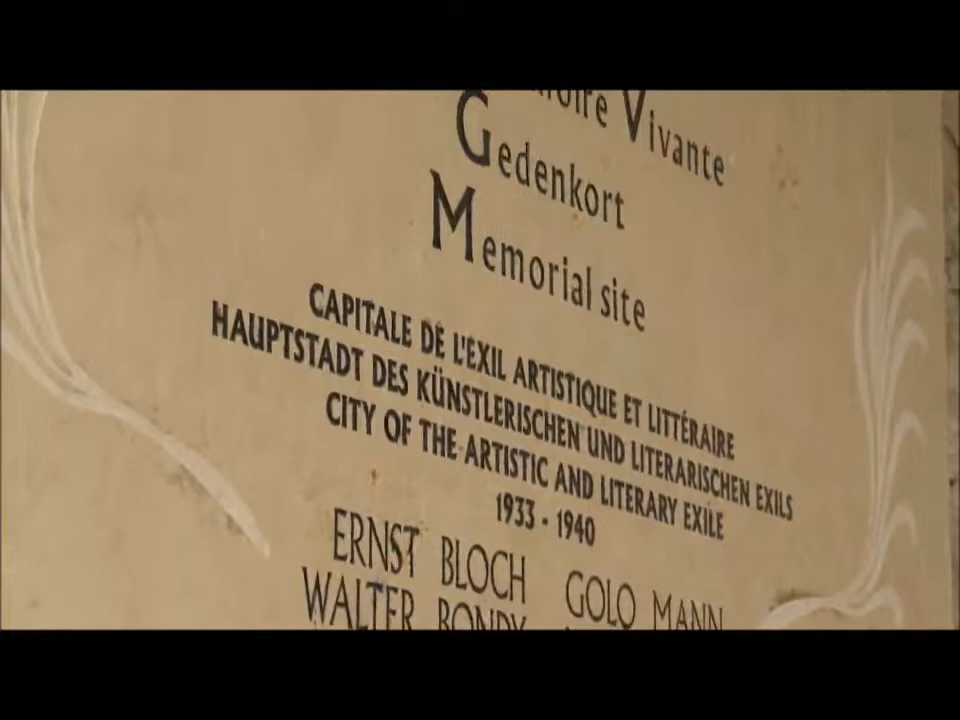 Vivante
Gedenkort
Memorial site
CAPITALE DE L'EXIL ARTISTIQUE ET LITTÉRAIRE
HAUPTSTADT DES KÜNSTLERISCHEN UND LITERARISCHEN EXILS
CITY OF THE ARTISTIC AND LITERARY EXILE
1933 - 1940
ERNST BLOCH GOLO MANN
WALTER BONDY